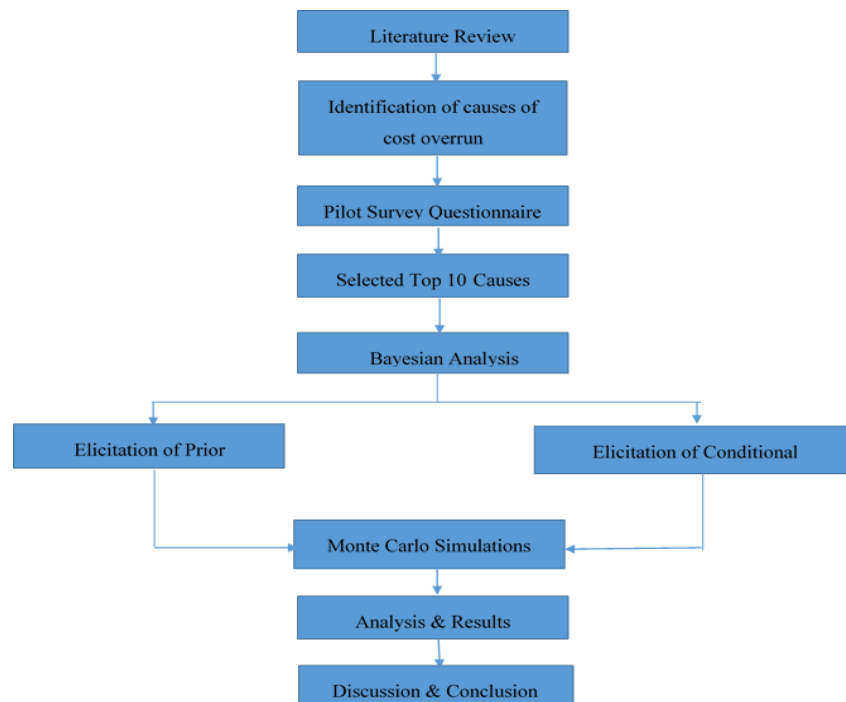 Literature Review
Identification of causes of
cost overrun
Pilot Survey Questionnaire
Selected Top 10 Causes
Bayesian Analysis
Elicitation of Prior
Elicitation of Conditional
Monte Carlo Simulations
Analysis & Results
Discussion & Conclusion